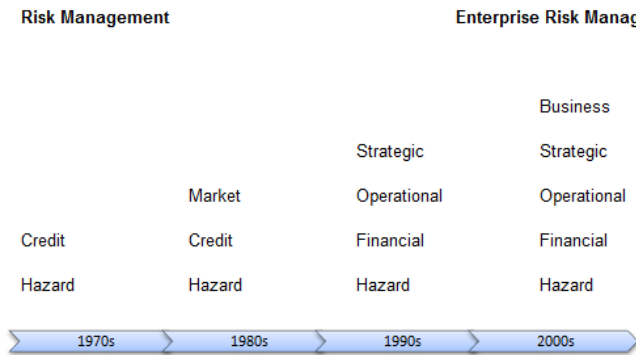 Risk Management Enterprise Risk Manag
Business
Strategic Strategic
Market Operational Operational
Credit Credit Financial Financial
Hazard Hazard Hazard Hazard
1970s 1980s 1990s 2000s